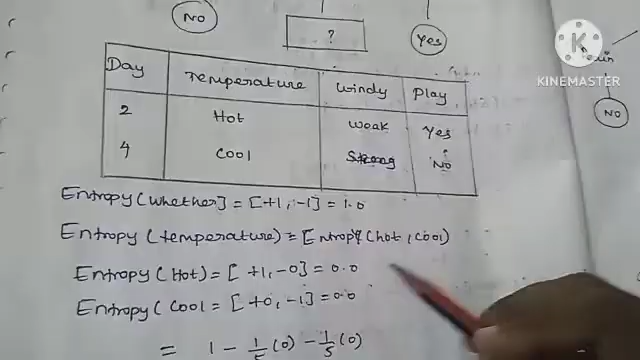 NO
?
Yes
KINEMASTER
NO
Day Temperature Windy Play
2 Hot Weak Yes
4 Cool Strong No
Entropy (Whether] = [+1, -1] = 1.0
Entropy (temperature) = [Entropy (hot, Cool)
Entropy (Hot) = [ +1, -0] = 0.0
Entropy (Cool = [+0, -1] = 0.0
= 1 - 1/5 (0) - 1/5 (0)